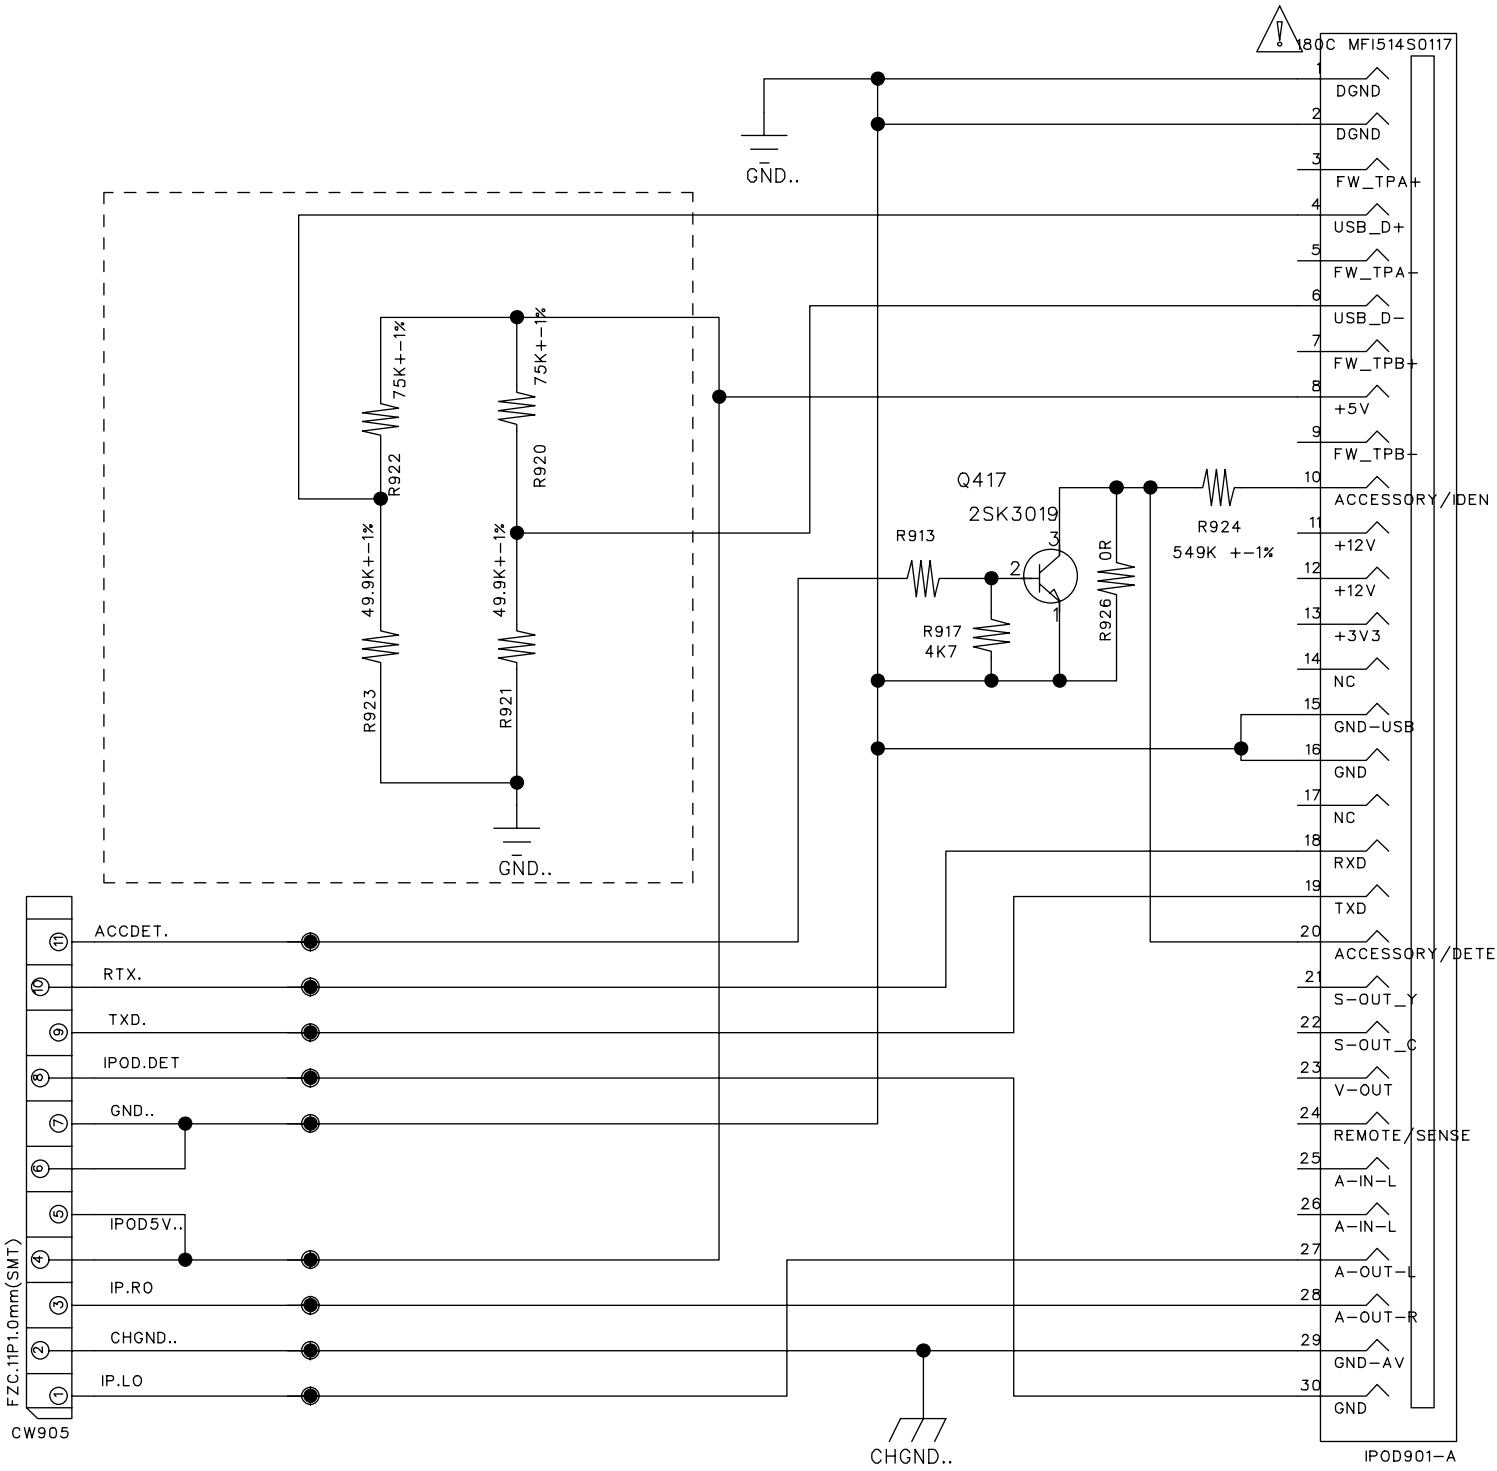 180C MFI514S0117
1
DGND
2
DGND
3
FW_TPA+
4
USB_D+
5
FW_TPA-
6
USB_D-
7
FW_TPB+
8
+5V
9
FW_TPB-
10
ACCESSORY/IDEN
11
+12V
12
+12V
13
+3V3
14
NC
15
GND-USB
16
GND
17
NC
18
RXD
19
TXD
20
ACCESSORY/DETE
21
S-OUT_Y
22
S-OUT_C
23
V-OUT
24
REMOTE/SENSE
25
A-IN-L
26
A-IN-L
27
A-OUT-L
28
A-OUT-R
29
GND-AV
30
GND
IPOD901-A
GND..
75K+-1%
R922
75K+-1%
R920
49.9K+-1%
R923
49.9K+-1%
R921
GND..
Q417
2SK3019
3
2
1
R913
R917
4K7
R926 0R
R924
549K +-1%
11
ACCDET.
10
RTX.
9
TXD.
8
IPOD.DET
7
GND..
6
5
IPOD5V..
4
IP.RO
3
CHGND..
2
IP.LO
1
FZC.11P1.0mm(SMT)
CW905
CHGND..